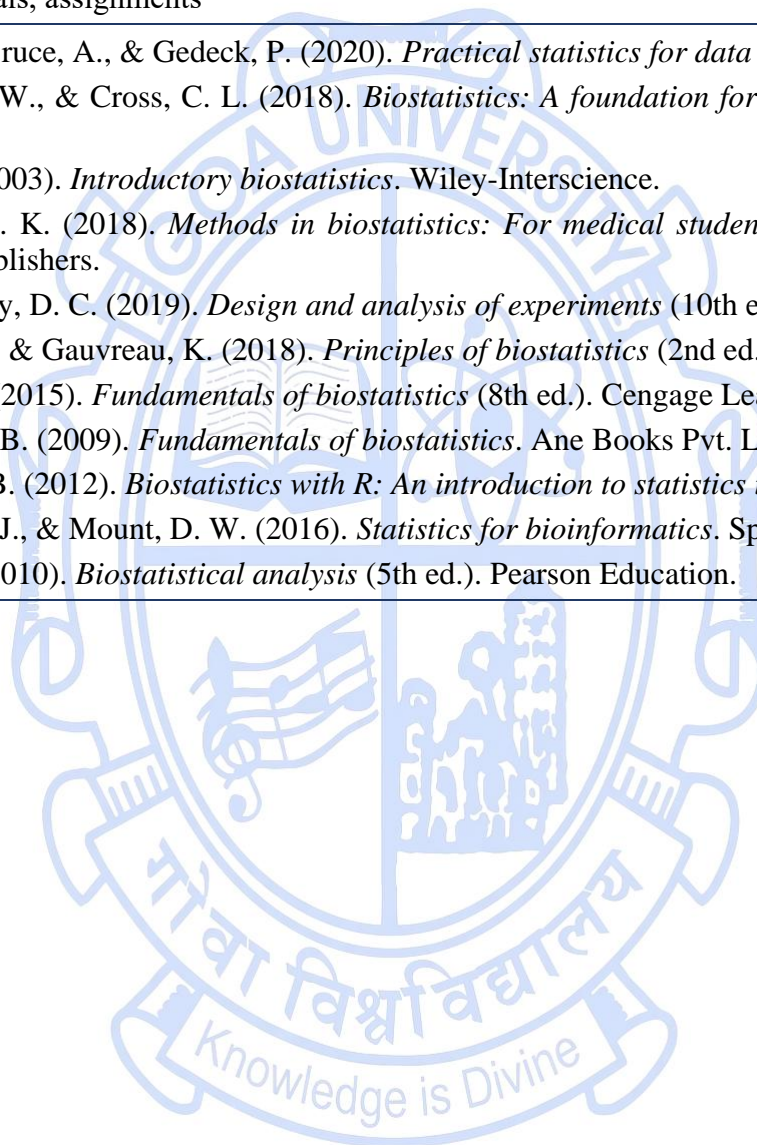 assignments
ruce, A., & Gedeck, P. (2020). Practical statistics for data
W., & Cross, C. L. (2018). Biostatistics: A foundation for
003). Introductory biostatistics. Wiley-Interscience.
. K. (2018). Methods in biostatistics: For medical studen
blishers.
y, D. C. (2019). Design and analysis of experiments (10th e
& Gauvreau, K. (2018). Principles of biostatistics (2nd ed.
2015). Fundamentals of biostatistics (8th ed.). Cengage Lea
B. (2009). Fundamentals of biostatistics. Ane Books Pvt. L
B. (2012). Biostatistics with R: An introduction to statistics
J., & Mount, D. W. (2016). Statistics for bioinformatics. Sp
010). Biostatistical analysis (5th ed.). Pearson Education.
GOA UNIVERSITY
गोंवा विश्वविद्यालय
Knowledge is Divine